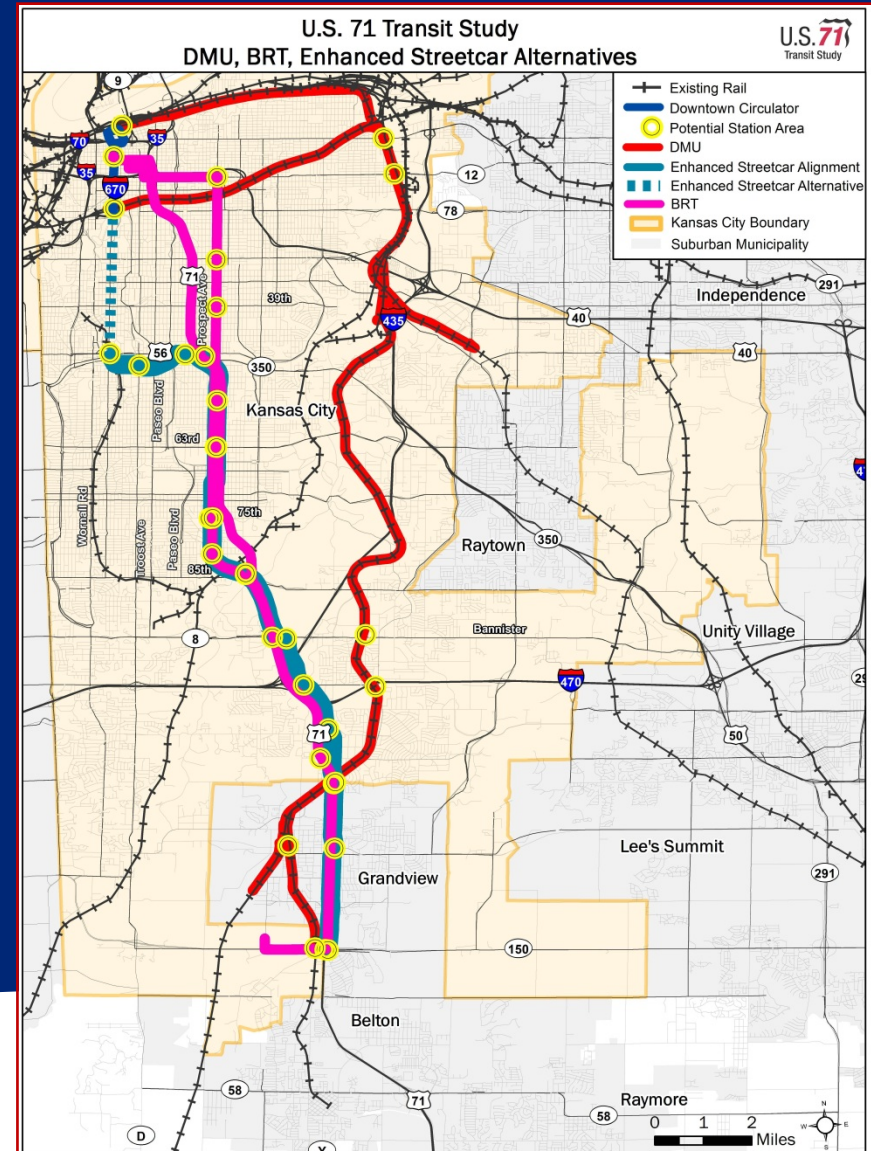 U.S. 71 Transit Study
DMU, BRT, Enhanced Streetcar Alternatives
U.S. 71
Transit Study
Existing Rail
Downtown Circulator
Potential Station Area
DMU
Enhanced Streetcar Alignment
Enhanced Streetcar Alternative
BRT
Kansas City Boundary
Suburban Municipality
9
70
35
35
670
12
78
71
Prospect Ave
39th
291
Independence
435
40
40
56
350
Paseo Blvd
Kansas City
63rd
Wornall Rd
Troost Ave
Paseo Blvd
75th
85th
Raytown
350
8
Bannister
Unity Village
470
71
50
Lee's Summit
291
Grandview
150
Belton
58
71
58
Raymore
D
0 1 2
Miles
N
W
E
S